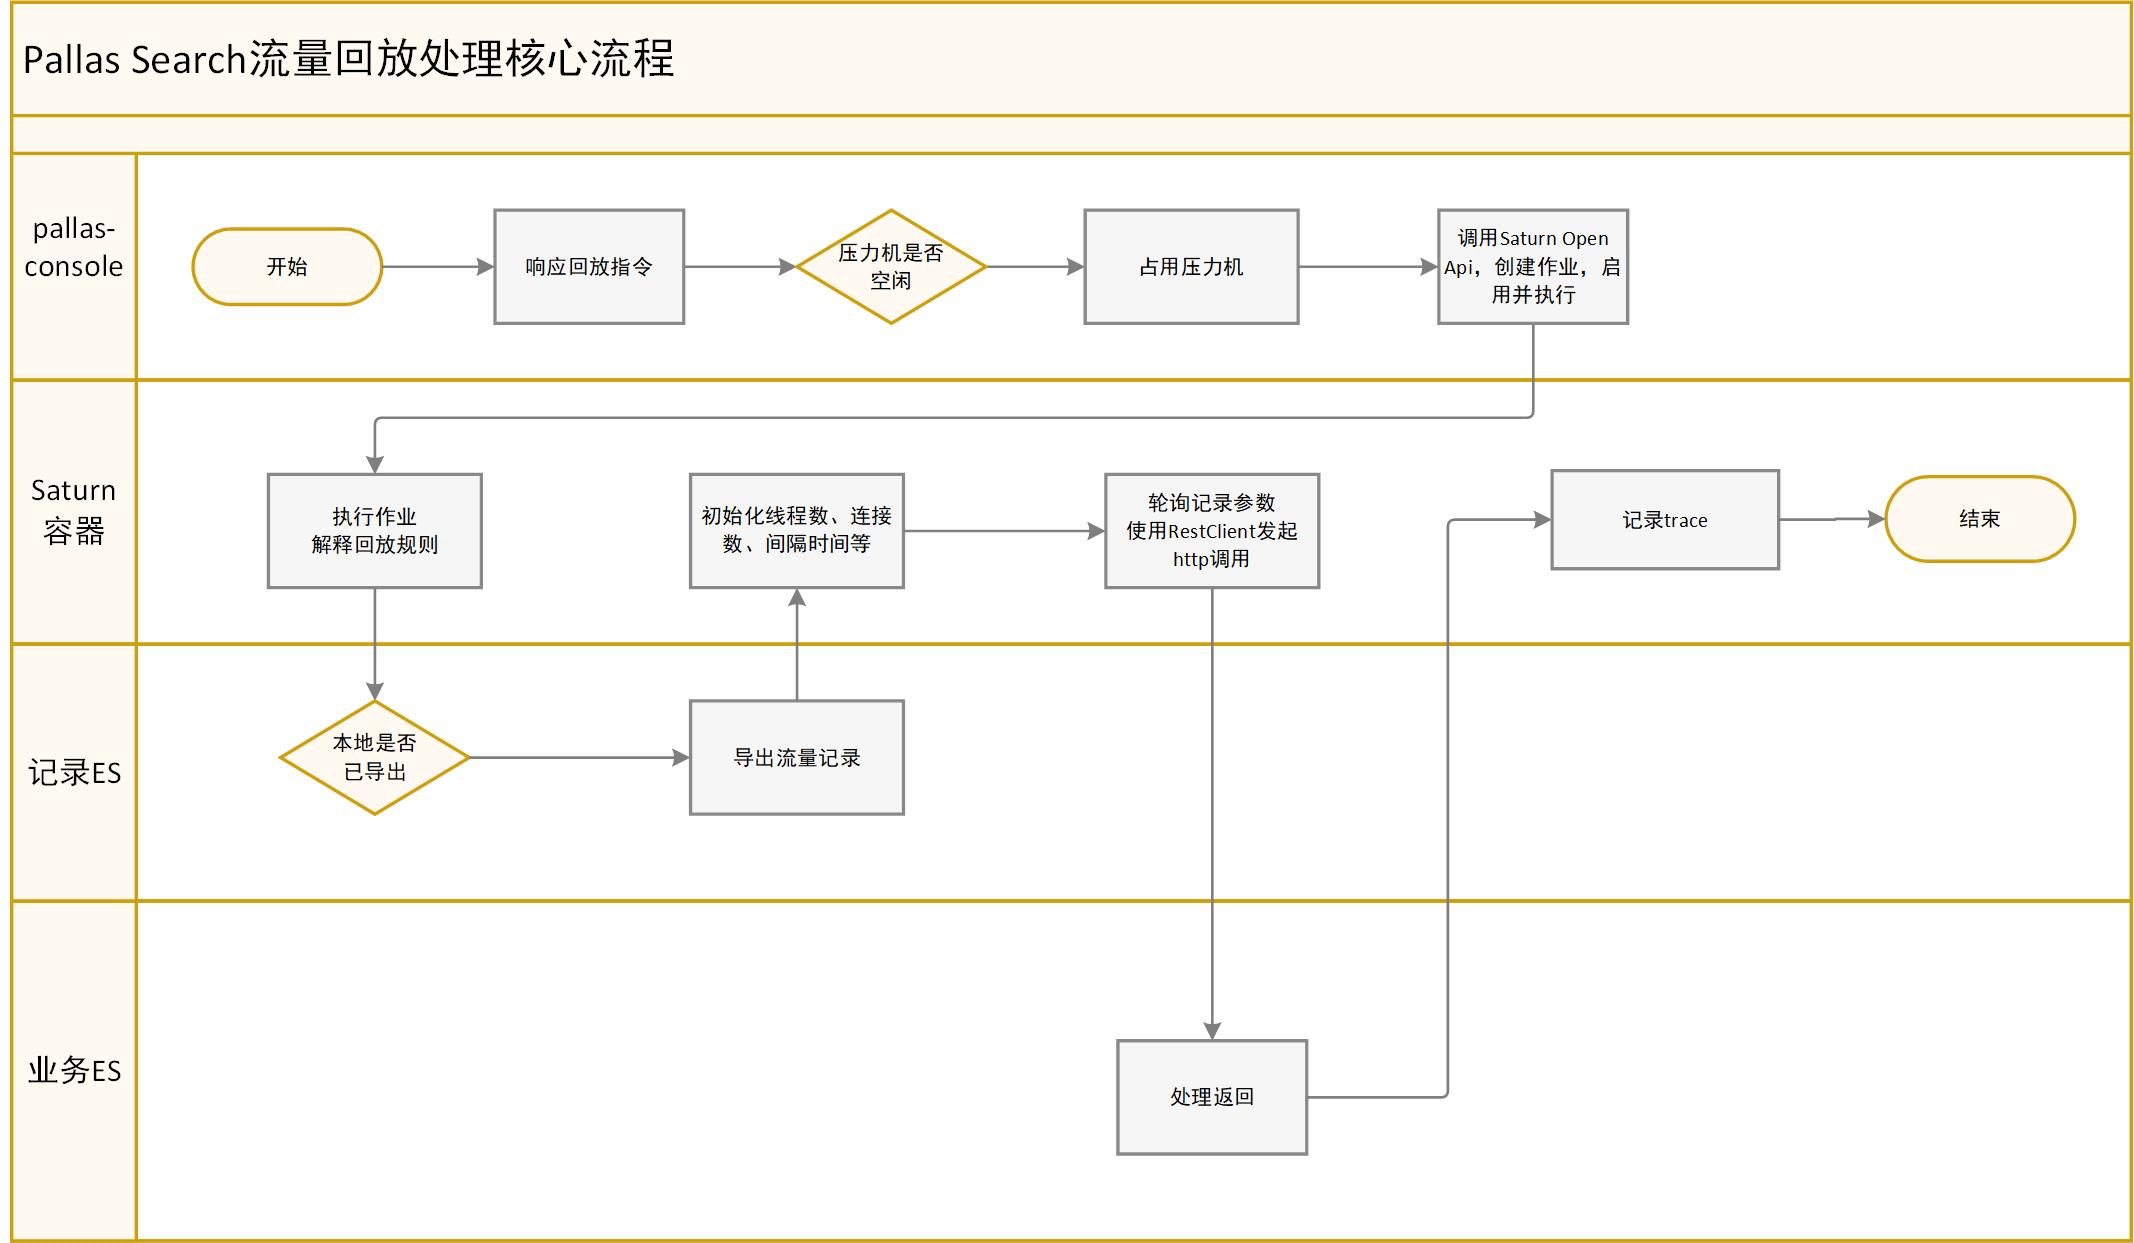 Pallas Search流量回放处理核心流程
pallas-
console
开始
响应回放指令
压力机是否
空闲
占用压力机
调用Saturn Open
Api，创建作业，启
用并执行
Saturn
容器
执行作业
解释回放规则
初始化线程数、连接
数、间隔时间等
轮询记录参数
使用RestClient发起
http调用
记录trace
结束
记录ES
本地是否
已导出
导出流量记录
业务ES
处理返回